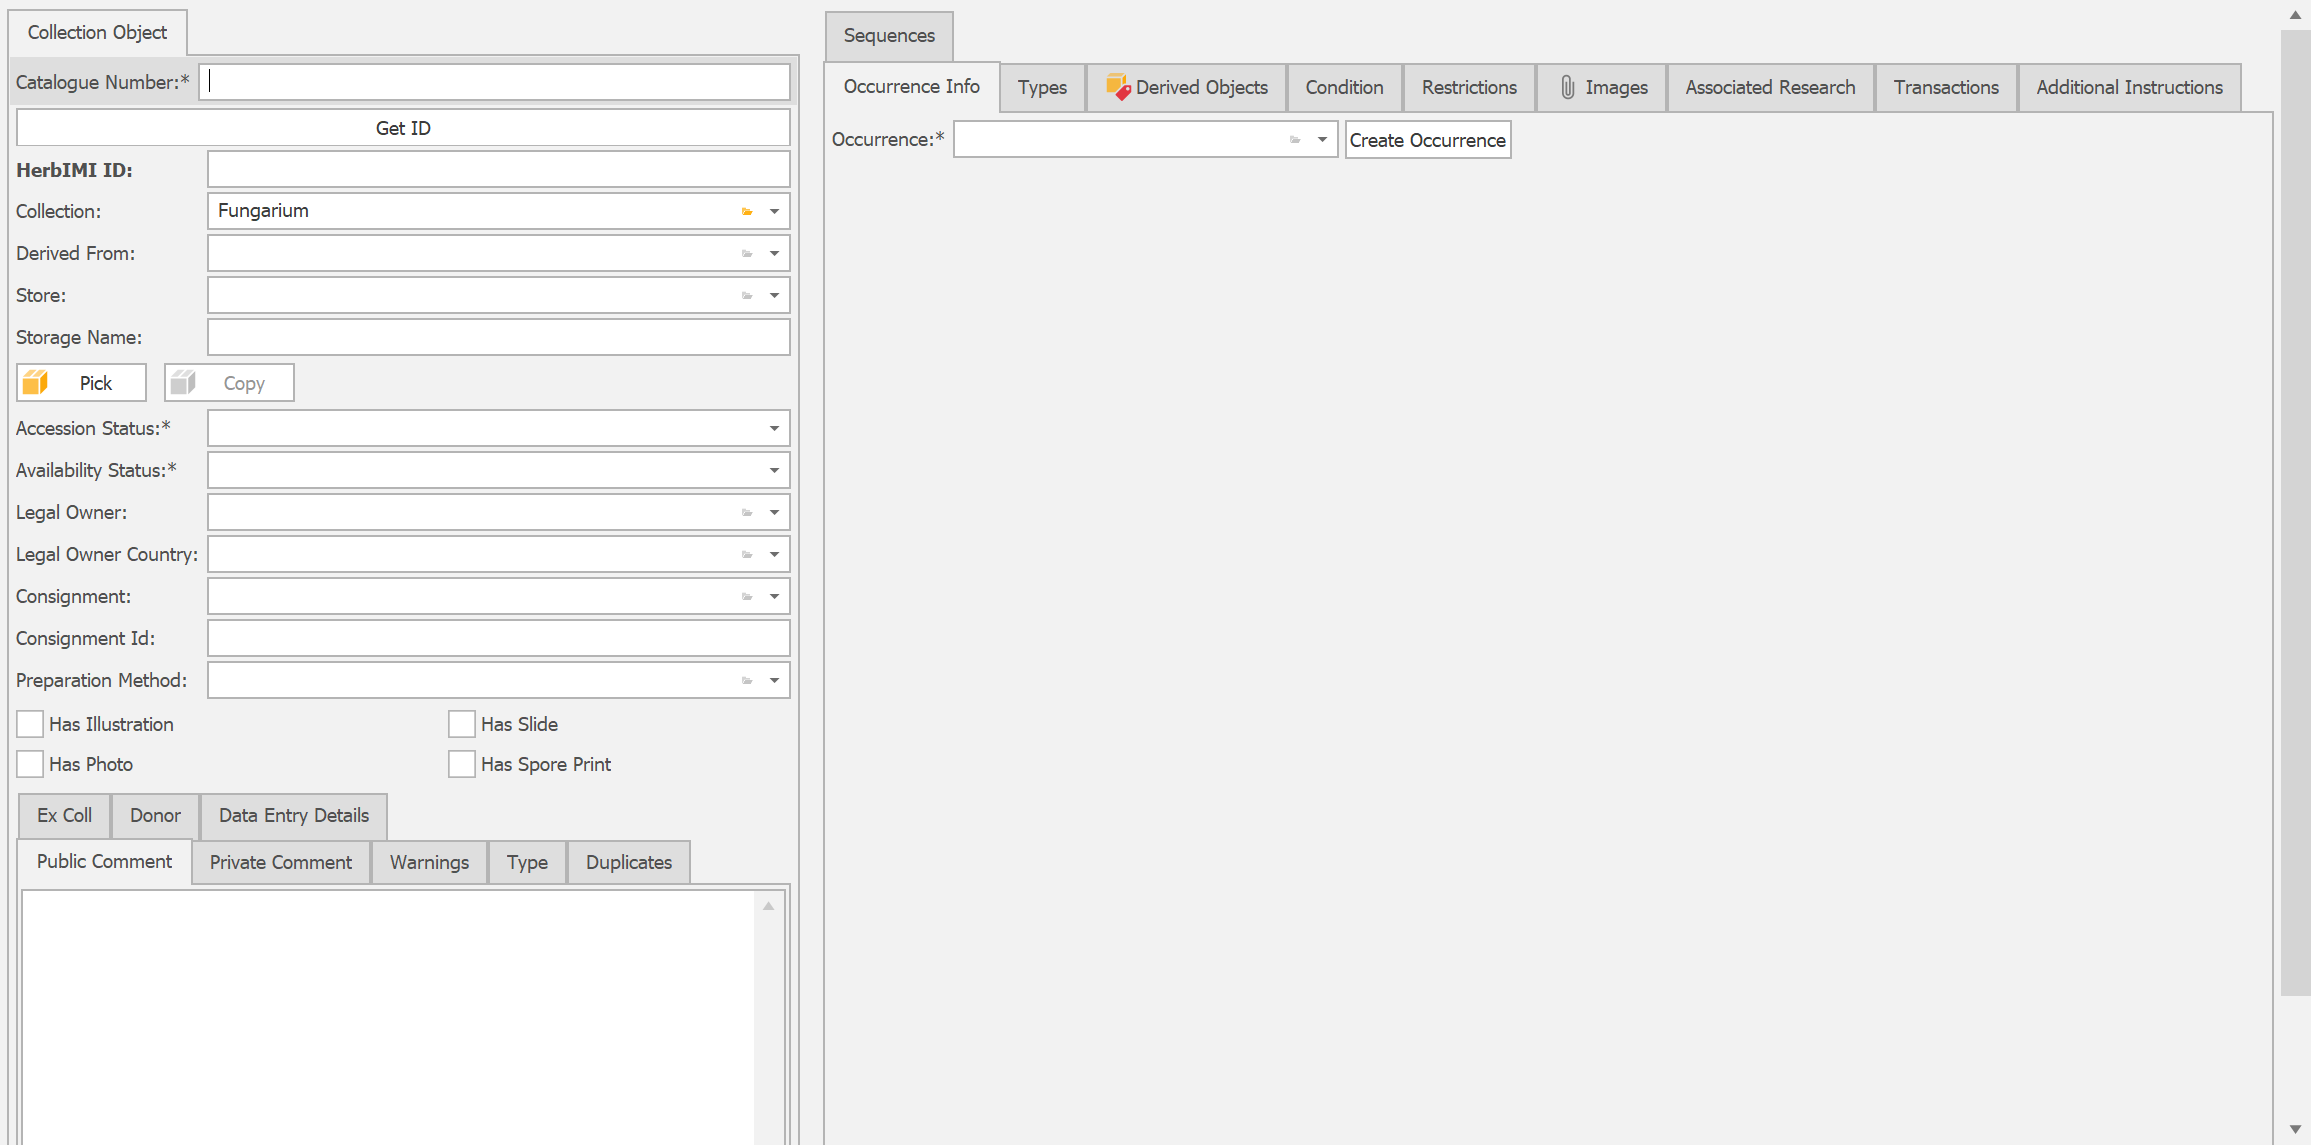 Collection Object
Catalogue Number:*
Get ID
HerbIMI ID:
Collection: Fungarium
Derived From:
Store:
Storage Name:
Pick Copy
Accession Status:*
Availability Status:*
Legal Owner:
Legal Owner Country:
Consignment:
Consignment Id:
Preparation Method:
Has Illustration Has Slide
Has Photo Has Spore Print
Ex Coll Donor Data Entry Details
Public Comment Private Comment Warnings Type Duplicates
Sequences
Occurrence Info Types Derived Objects Condition Restrictions Images Associated Research Transactions Additional Instructions
Occurrence:* Create Occurrence